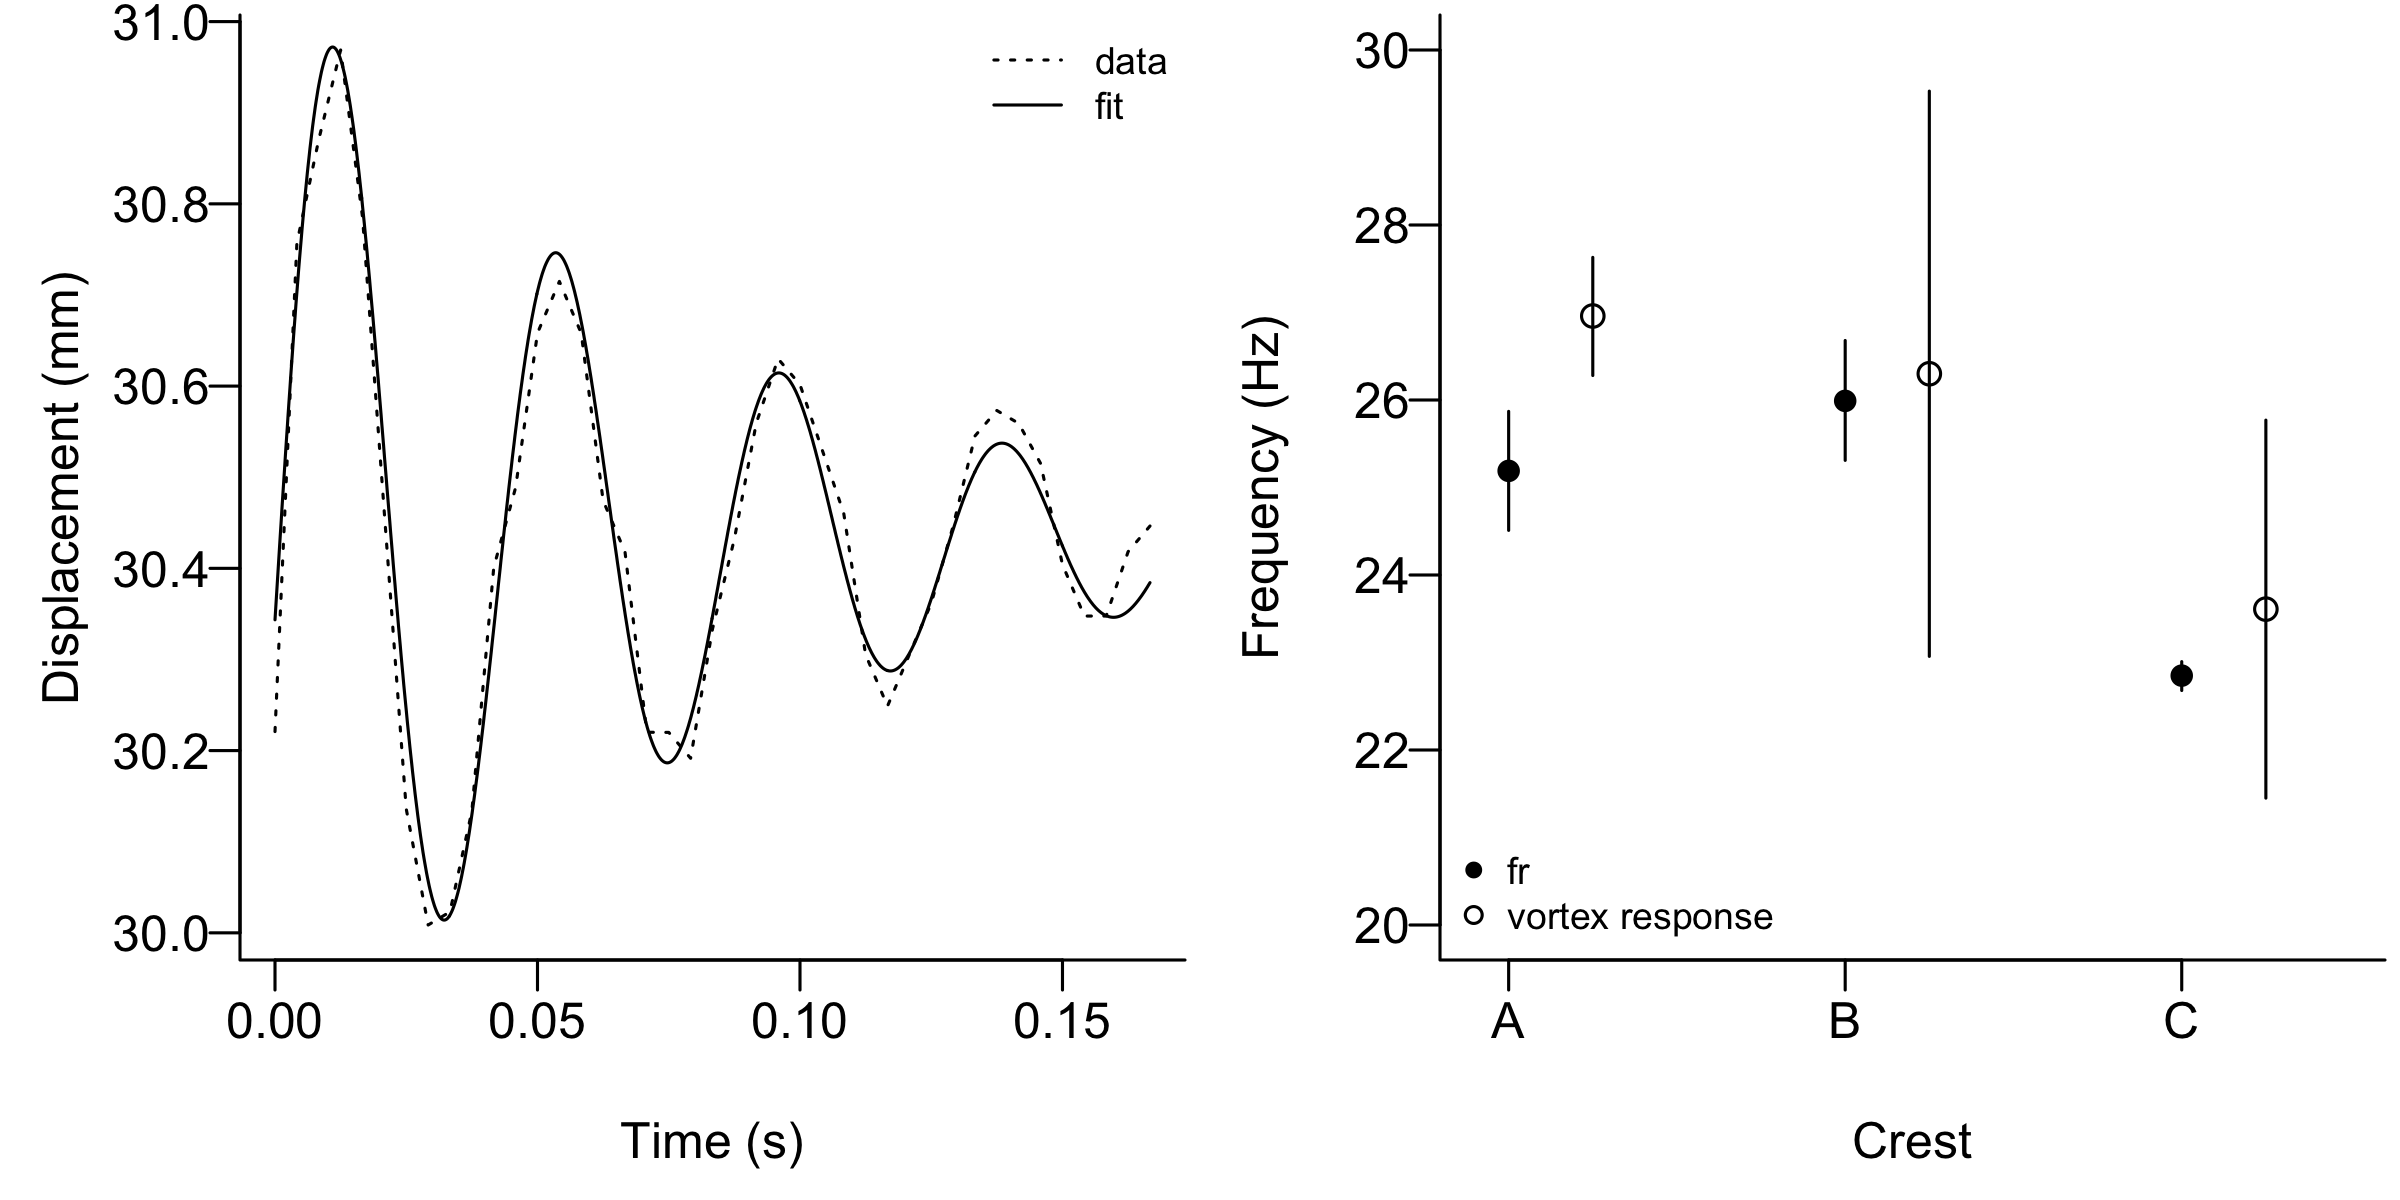 Displacement (mm)
31.0
30.8
30.6
30.4
30.2
30.0
data
fit
0.00 0.05 0.10 0.15
Time (s)
Frequency (Hz)
30
28
26
24
22
20
fr
vortex response
A B C
Crest